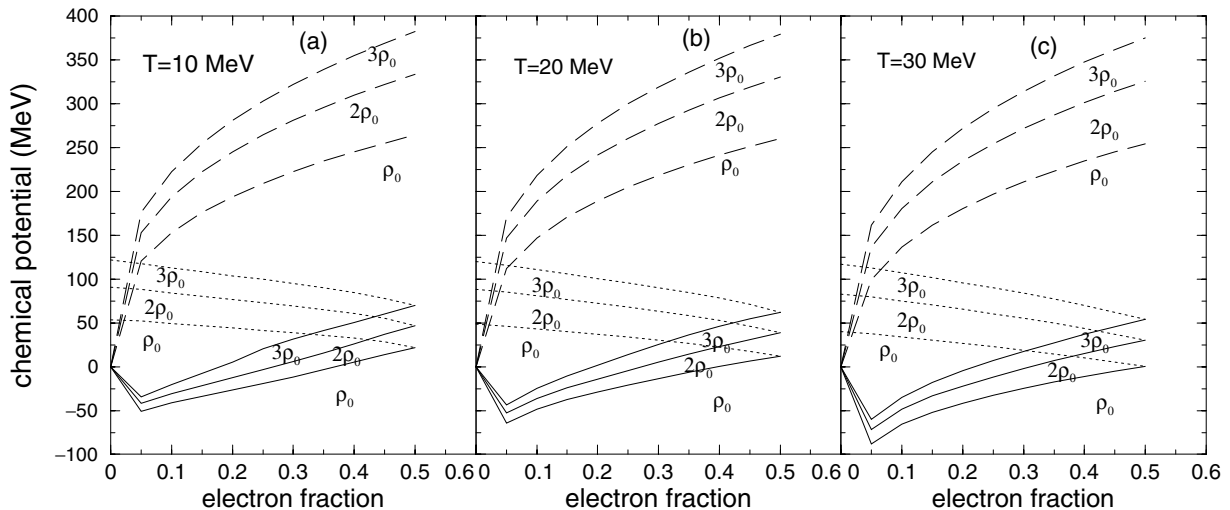 chemical potential (MeV)
400
350
300
250
200
150
100
50
0
−50
−100
(a)
T=10 MeV
3ρ₀
2ρ₀
ρ₀
3ρ₀
2ρ₀
ρ₀
3ρ₀
2ρ₀
ρ₀
0 0.1 0.2 0.3 0.4 0.5 0.6
electron fraction
(b)
T=20 MeV
3ρ₀
2ρ₀
ρ₀
3ρ₀
2ρ₀
ρ₀
3ρ₀
2ρ₀
ρ₀
0 0.1 0.2 0.3 0.4 0.5 0.6
electron fraction
(c)
T=30 MeV
3ρ₀
2ρ₀
ρ₀
3ρ₀
2ρ₀
ρ₀
3ρ₀
2ρ₀
ρ₀
0 0.1 0.2 0.3 0.4 0.5 0.6
electron fraction